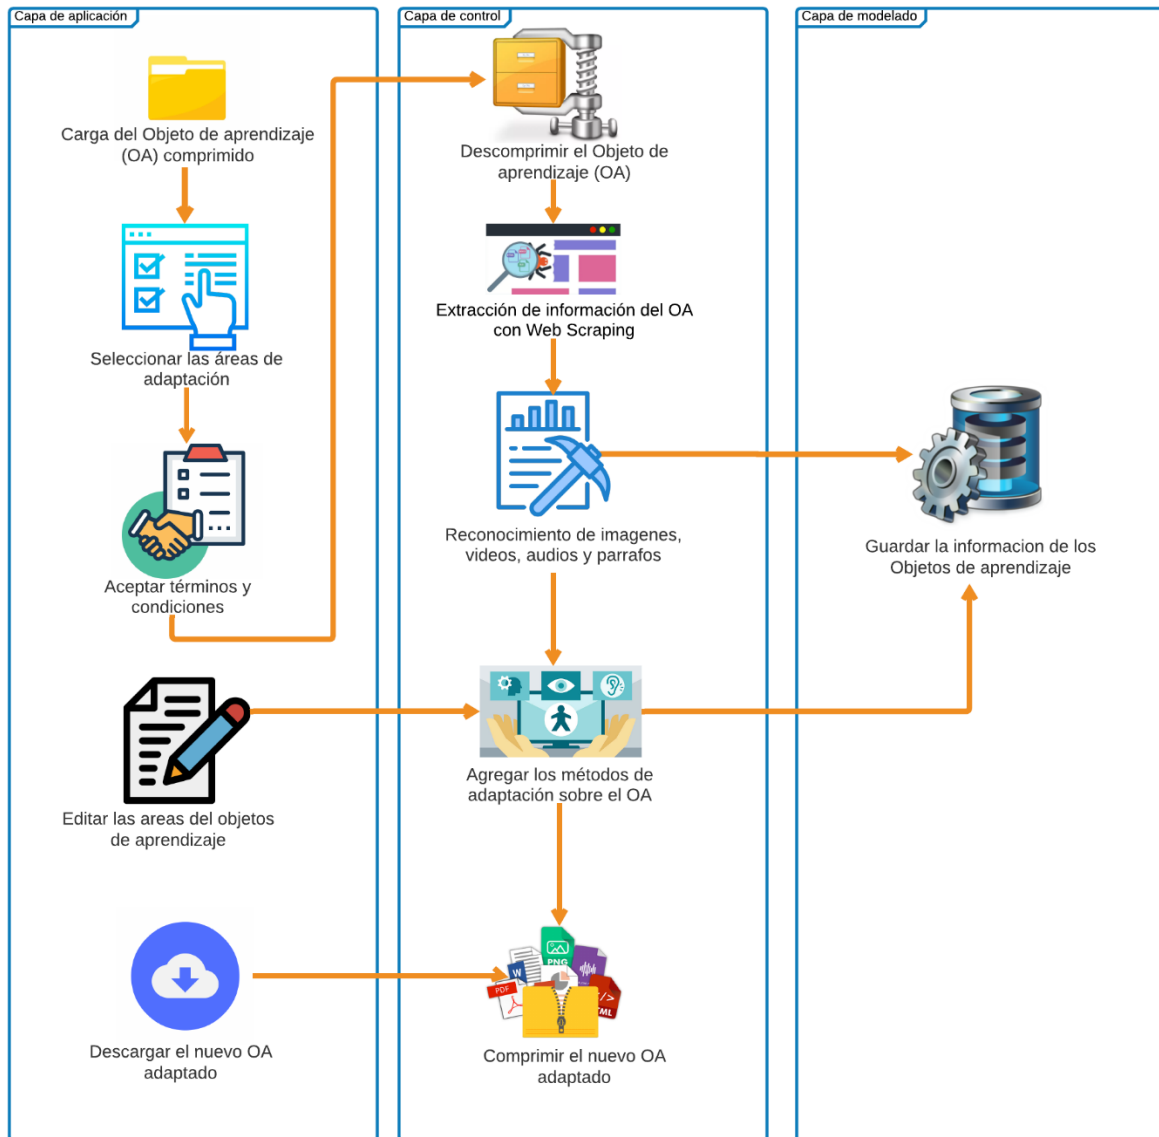 Capa de aplicación
Carga del Objeto de aprendizaje
(OA) comprimido
Seleccionar las áreas de
adaptación
Aceptar términos y
condiciones
Editar las areas del objetos
de aprendizaje
Descargar el nuevo OA
adaptado
Capa de control
Descomprimir el Objeto de
aprendizaje (OA)
Extracción de información del OA
con Web Scraping
Reconocimiento de imagenes,
videos, audios y parrafos
Agregar los métodos de
adaptación sobre el OA
PNG
W
PDF
Comprimir el nuevo OA
adaptado
Capa de modelado
Guardar la informacion de los
Objetos de aprendizaje